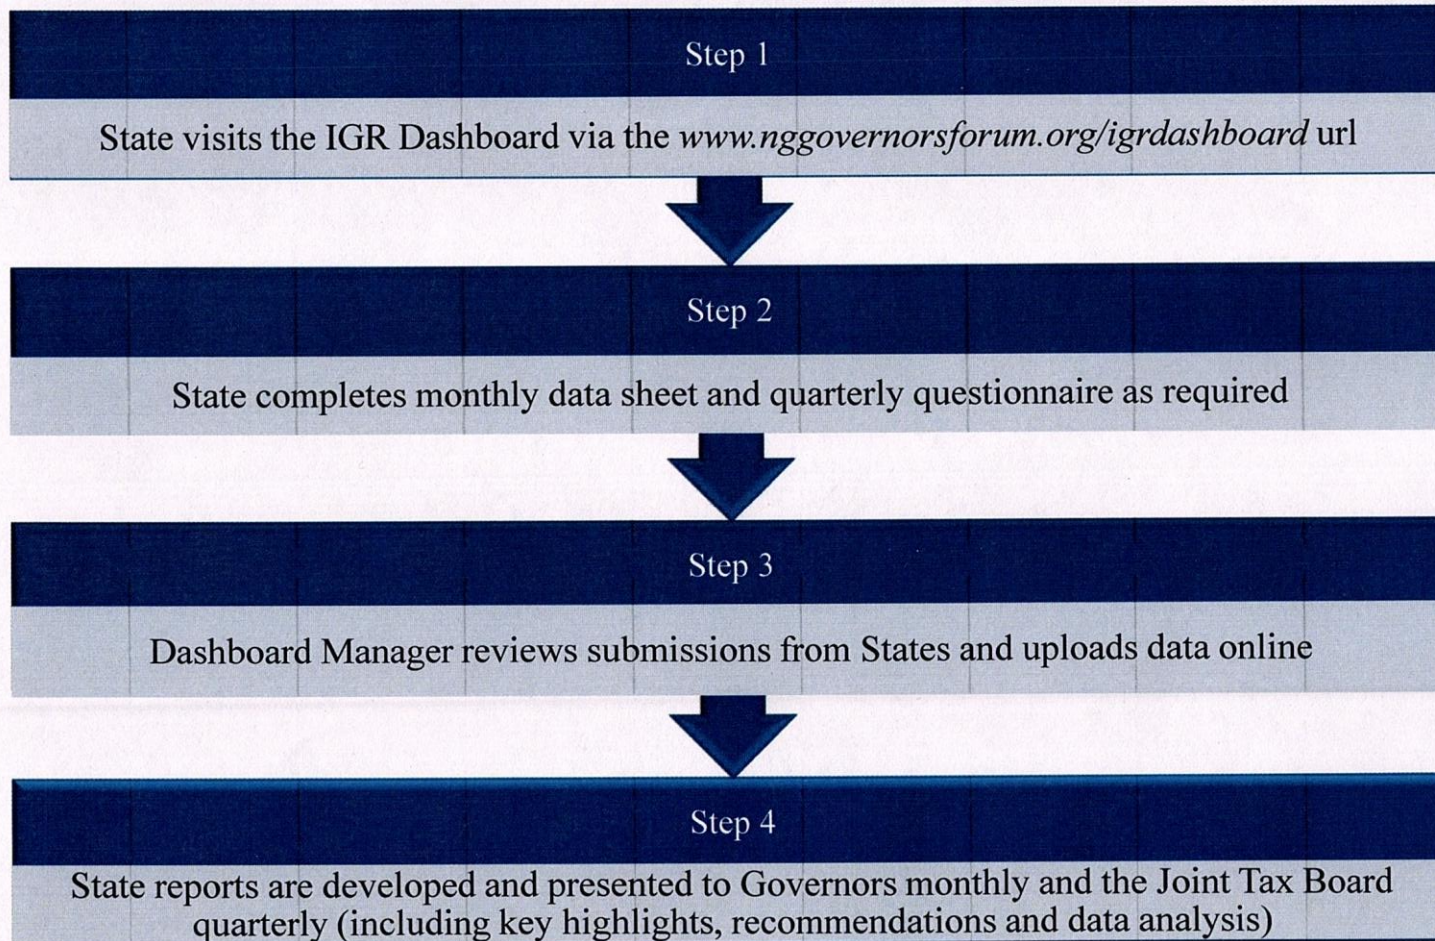 Step 1
State visits the IGR Dashboard via the www.nggovernorsforum.org/igrdashboard url
Step 2
State completes monthly data sheet and quarterly questionnaire as required
Step 3
Dashboard Manager reviews submissions from States and uploads data online
Step 4
State reports are developed and presented to Governors monthly and the Joint Tax Board
quarterly (including key highlights, recommendations and data analysis)